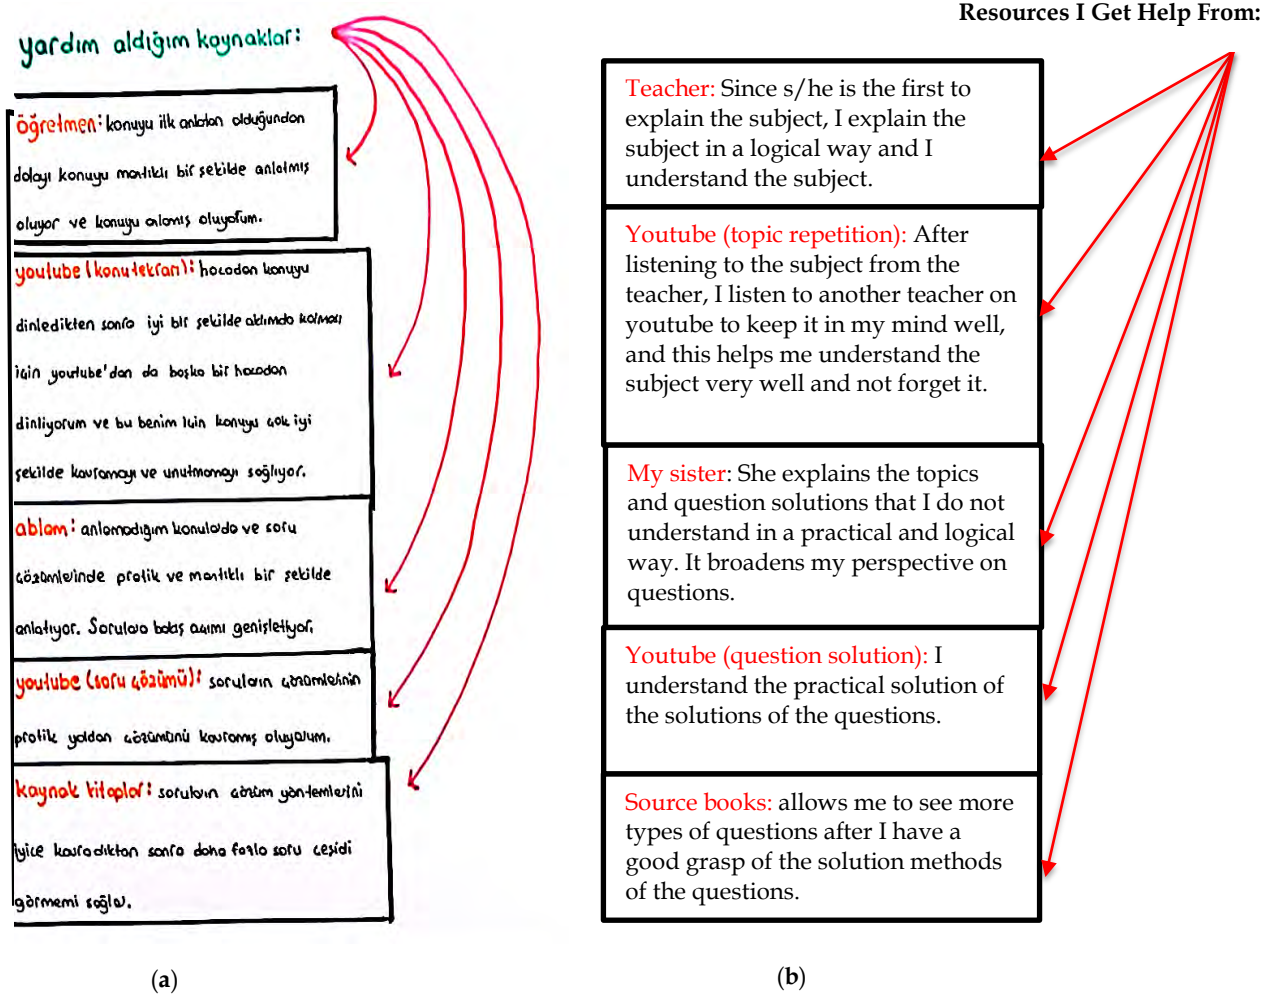 yardım aldığım kaynaklar:
öğretmen: konuyu ilk anlatan olduğundan
dolayı konuyu mantıklı bir şekilde anlatmış
oluyor ve konuyu anlamış oluyorum.
youtube (konu tekrarı): hocadan konuyu
dinledikten sonra iyi bir şekilde aklımda kalması
için youtube'dan da başka bir hocadan
dinliyorum ve bu benim için konuyu çok iyi
şekilde kavramayı ve unutmamayı sağlıyor.
ablam: anlamadığım konularda ve soru
çözümlerinde pratik ve mantıklı bir şekilde
anlatıyor. Sorulara bakış açımı genişletiyor.
youtube (soru çözümü): soruların çözümlerinin
pratik yoldan çözümünü kavramış oluyorum.
kaynak kitaplar: soruların çözüm yöntemlerini
iyice kavradıktan sonra daha fazla soru çeşidi
görmemi sağlar.
(a)
Resources I Get Help From:
Teacher: Since s/he is the first to
explain the subject, I explain the
subject in a logical way and I
understand the subject.
Youtube (topic repetition): After
listening to the subject from the
teacher, I listen to another teacher on
youtube to keep it in my mind well,
and this helps me understand the
subject very well and not forget it.
My sister: She explains the topics
and question solutions that I do not
understand in a practical and logical
way. It broadens my perspective on
questions.
Youtube (question solution): I
understand the practical solution of
the solutions of the questions.
Source books: allows me to see more
types of questions after I have a
good grasp of the solution methods
of the questions.
(b)